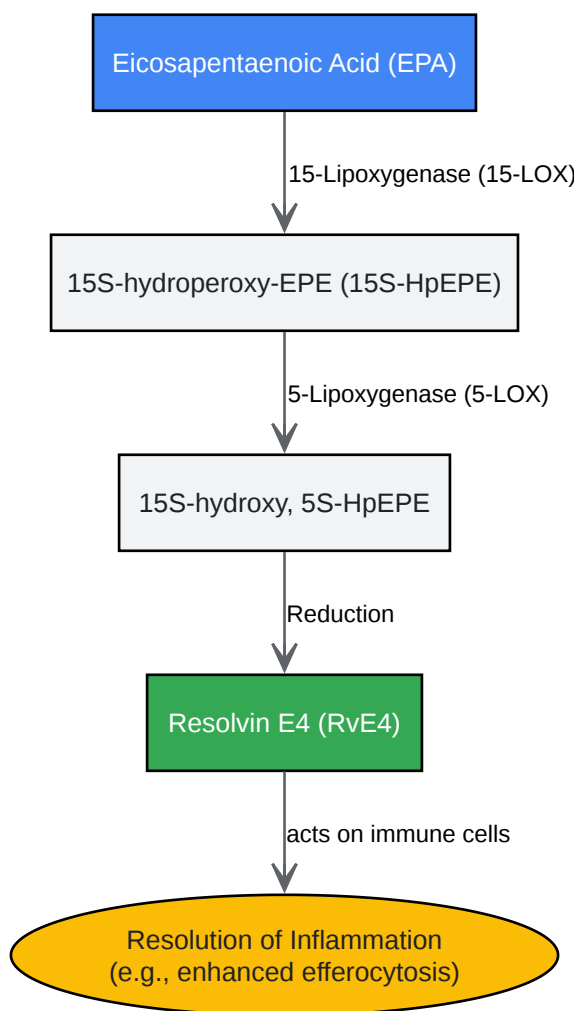 Eicosapentaenoic Acid (EPA)
15-Lipoxygenase (15-LOX)
15S-hydroperoxy-EPE (15S-HpEPE)
5-Lipoxygenase (5-LOX)
15S-hydroxy, 5S-HpEPE
Reduction
Resolvin E4 (RvE4)
acts on immune cells
Resolution of Inflammation
(e.g., enhanced efferocytosis)